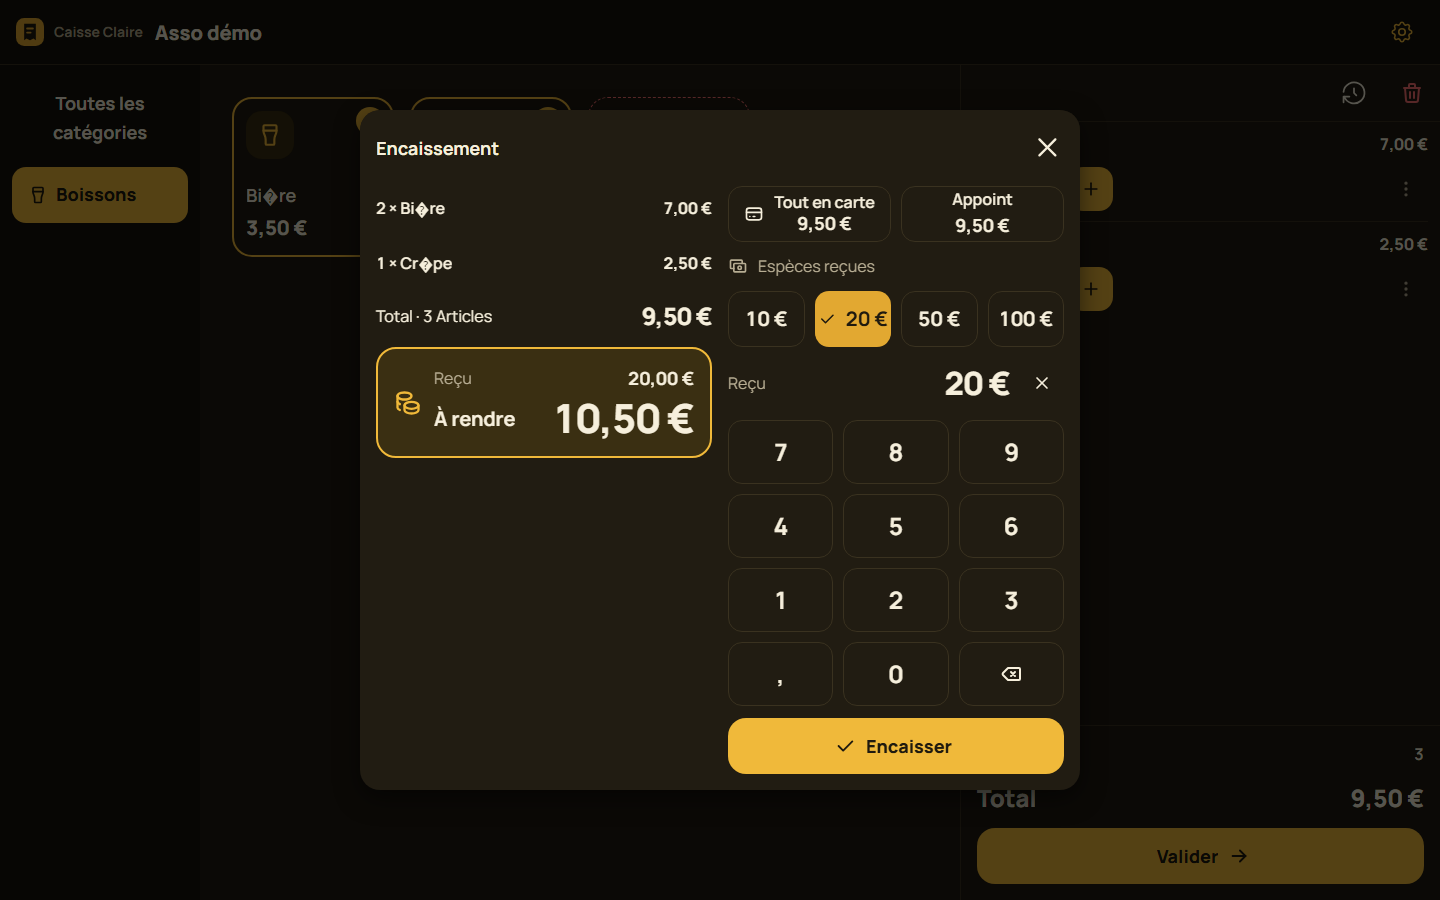 Caisse Claire Asso démo
Toutes les
catégories
Boissons
Bi�re
3,50 €
Encaissement
2 × Bi�re 7,00 €
1 × Cr�pe 2,50 €
Total · 3 Articles 9,50 €
Reçu 20,00 €
À rendre 10,50 €
Tout en carte
9,50 €
Appoint
9,50 €
Espèces reçues
10 € 20 € 50 € 100 €
Reçu 20 €
7 8 9
4 5 6
1 2 3
, 0
Encaisser
7,00 €
+
2,50 €
+
3
Total 9,50 €
Valider